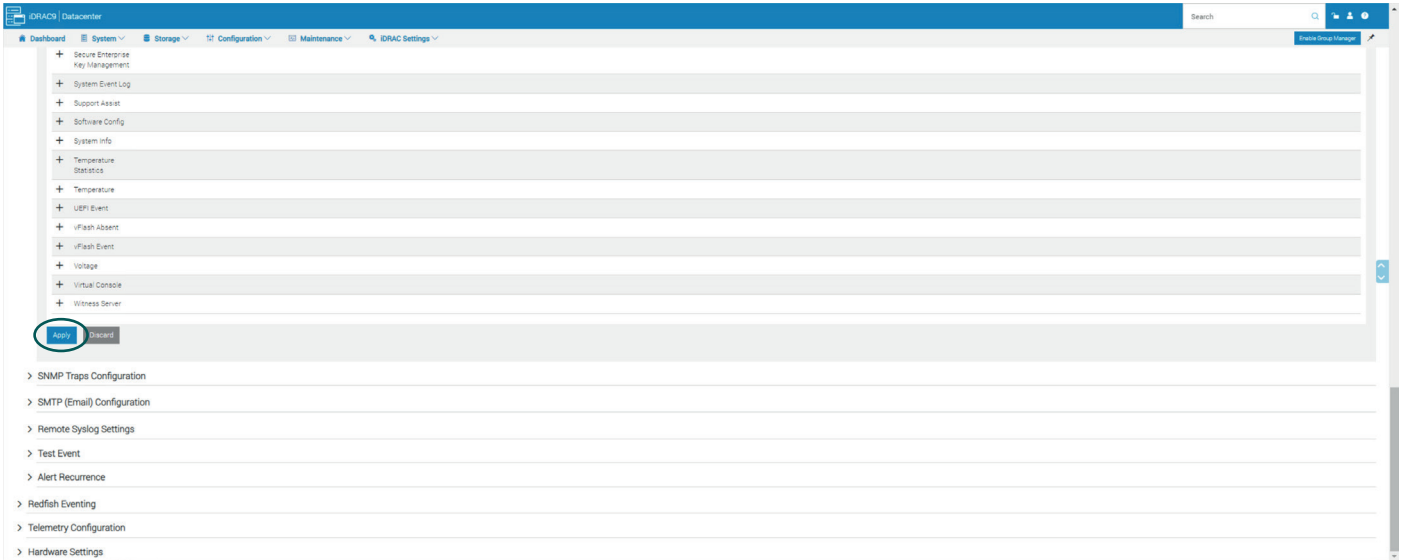 iDRAC9 | Datacenter
Search
Dashboard System Storage Configuration Maintenance iDRAC Settings
Enable Group Manager
+ Secure Enterprise
Key Management
+ System Event Log
+ Support Assist
+ Software Config
+ System Info
+ Temperature
Statistics
+ Temperature
+ UEFI Event
+ vFlash Absent
+ vFlash Event
+ Voltage
+ Virtual Console
+ Witness Server
Apply Discard
> SNMP Traps Configuration
> SMTP (Email) Configuration
> Remote Syslog Settings
> Test Event
> Alert Recurrence
> Redfish Eventing
> Telemetry Configuration
> Hardware Settings